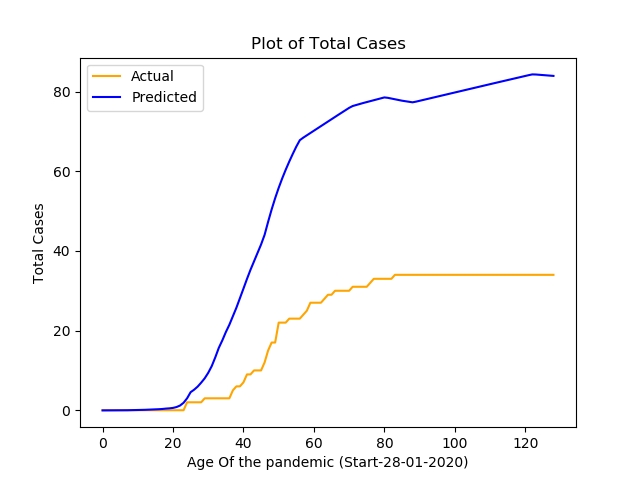 Plot of Total Cases
Actual
Predicted
80
60
40
20
0
Total Cases
0 20 40 60 80 100 120
Age Of the pandemic (Start-28-01-2020)